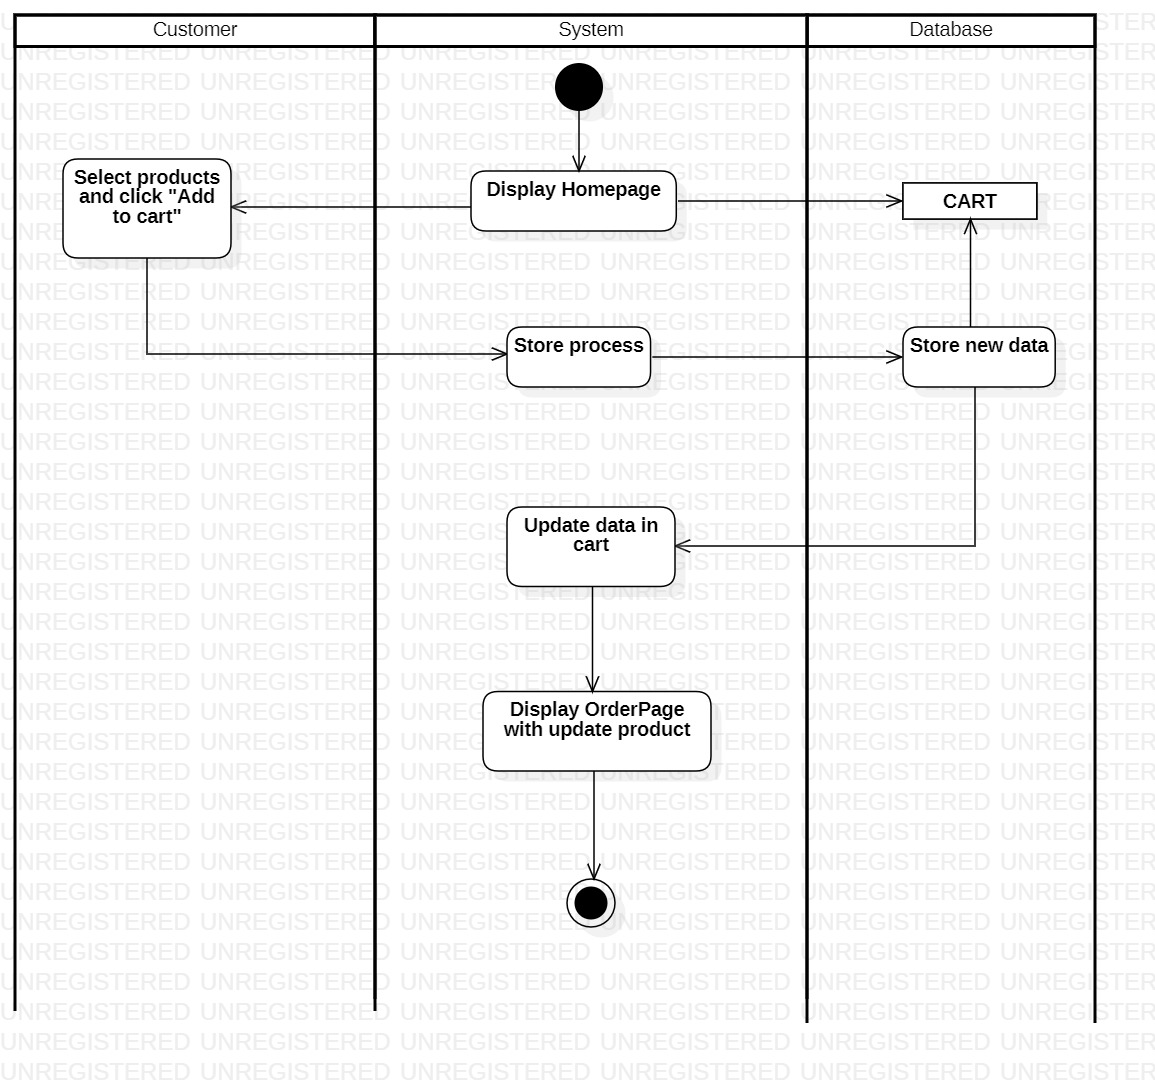 Customer
System
Database
Select products
and click "Add
to cart"
Display Homepage
CART
Store process
Store new data
Update data in
cart
Display OrderPage
with update product
UNREGISTERED